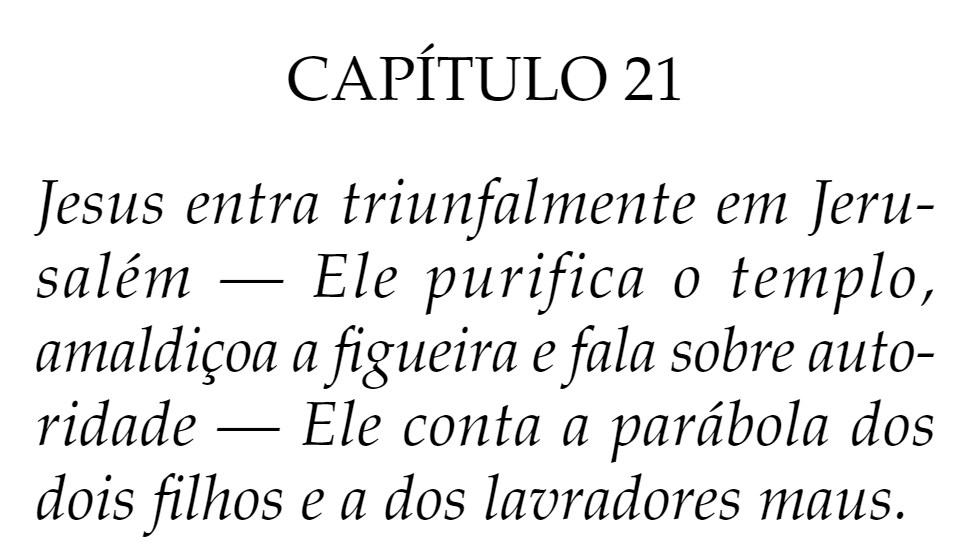 CAPÍTULO 21
Jesus entra triunfalmente em Jeru-
salém — Ele purifica o templo,
amaldiçoa a figueira e fala sobre auto-
ridade — Ele conta a parábola dos
dois filhos e a dos lavradores maus.